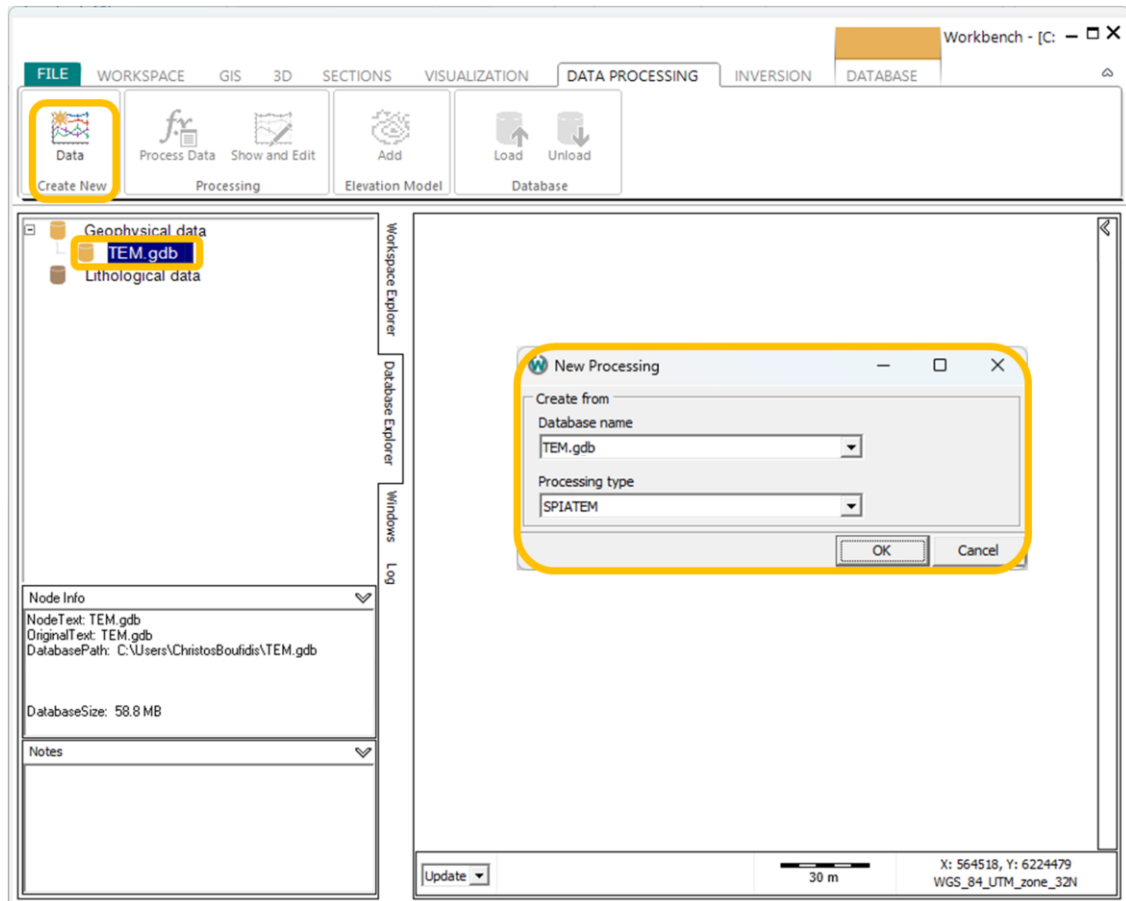 Workbench - [C:
FILE WORKSPACE GIS 3D SECTIONS VISUALIZATION DATA PROCESSING INVERSION DATABASE
Data Process Data Show and Edit Add Load Unload
Create New Processing Elevation Model Database
Geophysical data
TEM.gdb
Lithological data
Workspace Explorer
Database Explorer
Windows
Log
New Processing
Create from
Database name
TEM.gdb
Processing type
SPIATEM
OK Cancel
Node Info
NodeText: TEM.gdb
OriginalText: TEM.gdb
DatabasePath: C:\Users\ChristosBoufidis\TEM.gdb
DatabaseSize: 58.8 MB
Notes
Update
30 m
X: 564518, Y: 6224479
WGS_84_UTM_zone_32N